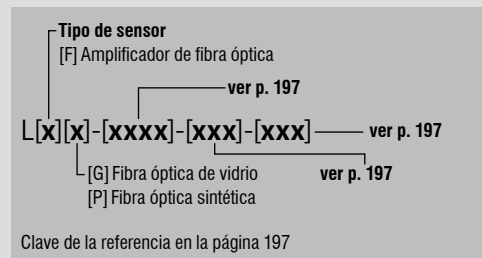 Tipo de sensor
[F] Amplificador de fibra óptica
ver p. 197
L[x][x]-[xxxx]-[xxx]-[xxx] ver p. 197
[G] Fibra óptica de vidrio ver p. 197
[P] Fibra óptica sintética
Clave de la referencia en la página 197